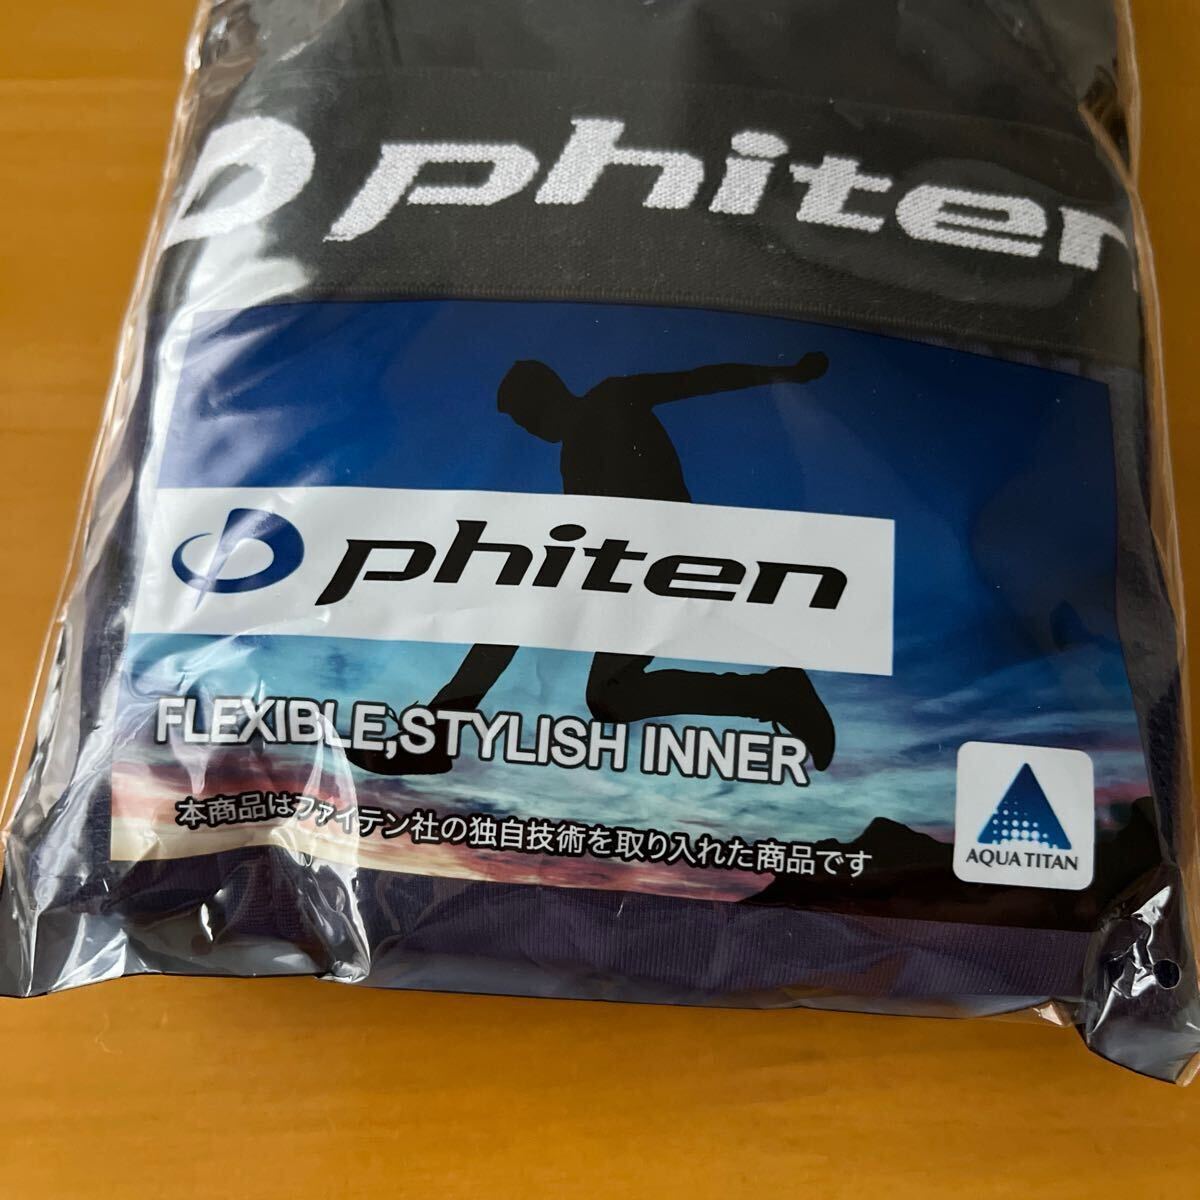 phiten
phiten
FLEXIBLE,STYLISH INNER
本商品はファイテン社の独自技術を取り入れた商品です
AQUA TITAN